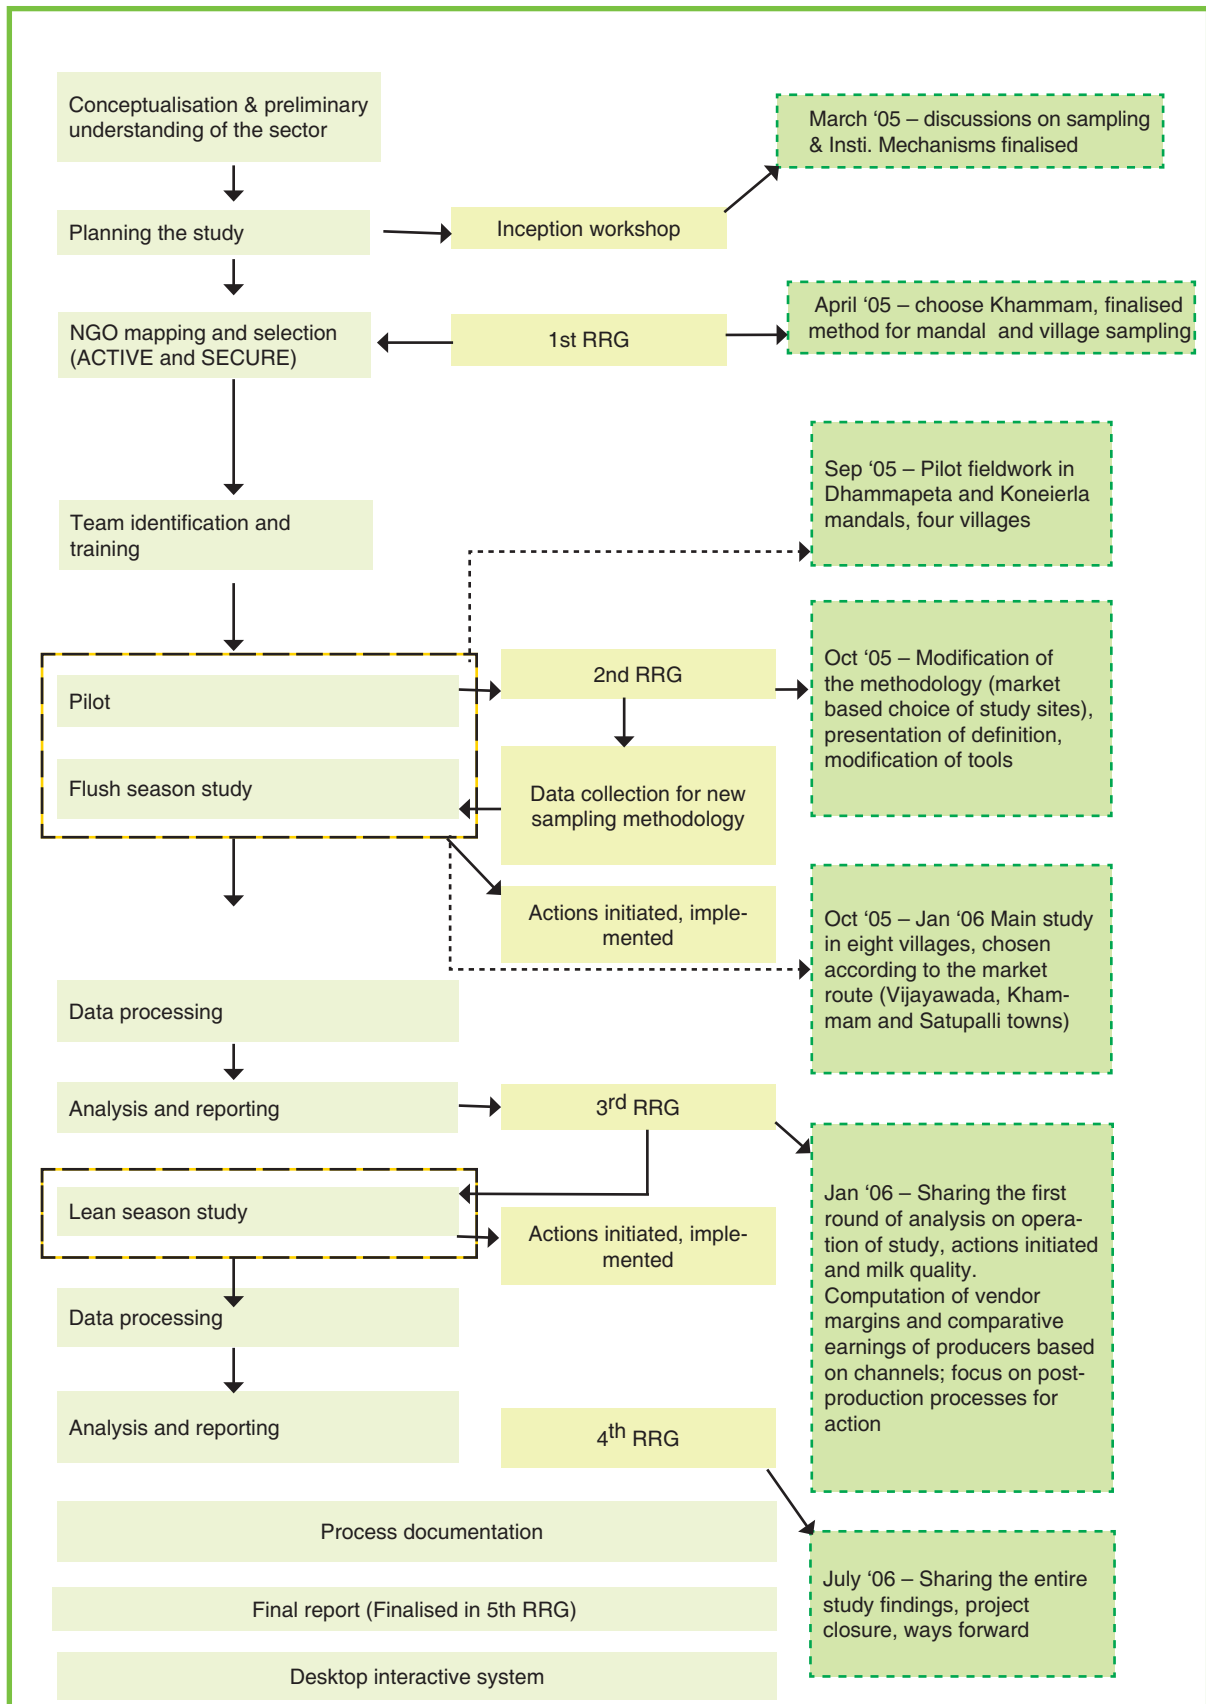 Conceptualisation & preliminary
understanding of the sector
March ‘05 – discussions on sampling
& Insti. Mechanisms finalised
Planning the study
Inception workshop
NGO mapping and selection
(ACTIVE and SECURE)
1st RRG
April ‘05 – choose Khammam, finalised
method for mandal and village sampling
Team identification and
training
Sep ‘05 – Pilot fieldwork in
Dhammapeta and Koneierla
mandals, four villages
Pilot
2nd RRG
Oct ‘05 – Modification of
the methodology (market
based choice of study sites),
presentation of definition,
modification of tools
Flush season study
Data collection for new
sampling methodology
Actions initiated, imple-
mented
Oct ‘05 – Jan ‘06 Main study
in eight villages, chosen
according to the market
route (Vijayawada, Kham-
mam and Satupalli towns)
Data processing
Analysis and reporting
3rd RRG
Lean season study
Actions initiated, imple-
mented
Jan ‘06 – Sharing the first
round of analysis on opera-
tion of study, actions initiated
and milk quality.
Computation of vendor
margins and comparative
earnings of producers based
on channels; focus on post-
production processes for
action
Data processing
Analysis and reporting
4th RRG
Process documentation
July ‘06 – Sharing the entire
study findings, project
closure, ways forward
Final report (Finalised in 5th RRG)
Desktop interactive system